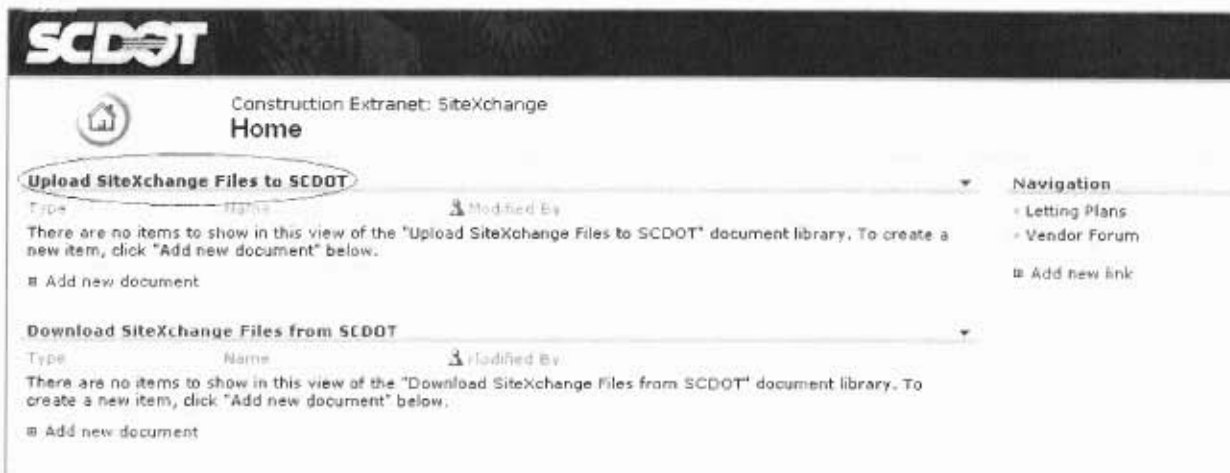 SCDOT
Construction Extranet: SiteXchange
Home
Upload SiteXchange Files to SCDOT
Type Name Modified By
There are no items to show in this view of the "Upload SiteXchange Files to SCDOT" document library. To create a
new item, click "Add new document" below.
Add new document
Download SiteXchange Files from SCDOT
Type Name Modified By
There are no items to show in this view of the "Download SiteXchange Files from SCDOT" document library. To
create a new item, click "Add new document" below.
Add new document
Navigation
Letting Plans
Vendor Forum
Add new link